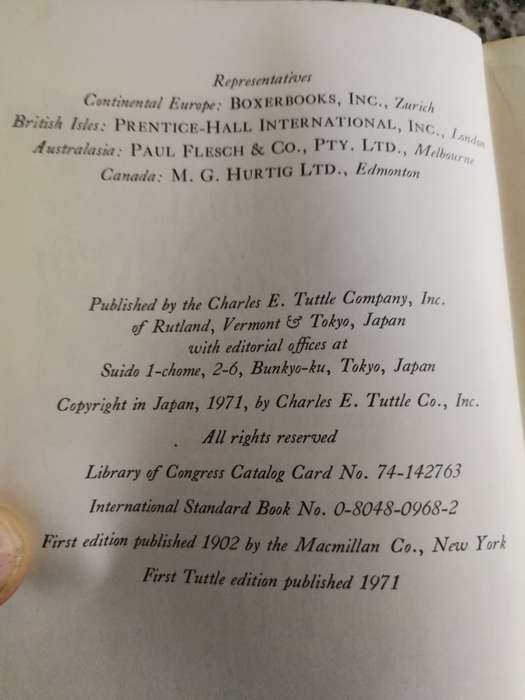 Representatives
Continental Europe: BOXERBOOKS, INC., Zurich
British Isles: PRENTICE-HALL INTERNATIONAL, INC., London
Australasia: PAUL FLESCH & CO., PTY. LTD., Melbourne
Canada: M. G. HURTIG LTD., Edmonton
Published by the Charles E. Tuttle Company, Inc.
of Rutland, Vermont & Tokyo, Japan
with editorial offices at
Suido 1-chome, 2-6, Bunkyo-ku, Tokyo, Japan
Copyright in Japan, 1971, by Charles E. Tuttle Co., Inc.
All rights reserved
Library of Congress Catalog Card No. 74-142763
International Standard Book No. 0-8048-0968-2
First edition published 1902 by the Macmillan Co., New York
First Tuttle edition published 1971